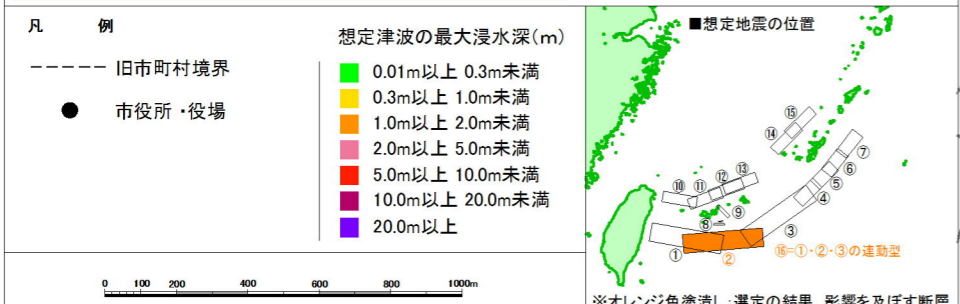 凡 例
旧市町村境界
市役所・役場
想定津波の最大浸水深(m)
0.01m以上 0.3m未満
0.3m以上 1.0m未満
1.0m以上 2.0m未満
2.0m以上 5.0m未満
5.0m以上 10.0m未満
10.0m以上 20.0m未満
20.0m以上
0 100 200 400 600 800 1000m
■想定地震の位置
⑮
⑭
⑦
⑥
⑤
④
⑬
⑫
⑪
⑩
⑨
⑧
③
①
②
⑯=①・②・③の連動型
※オレンジ色塗潰し:選定の結果、影響を及ぼす断層